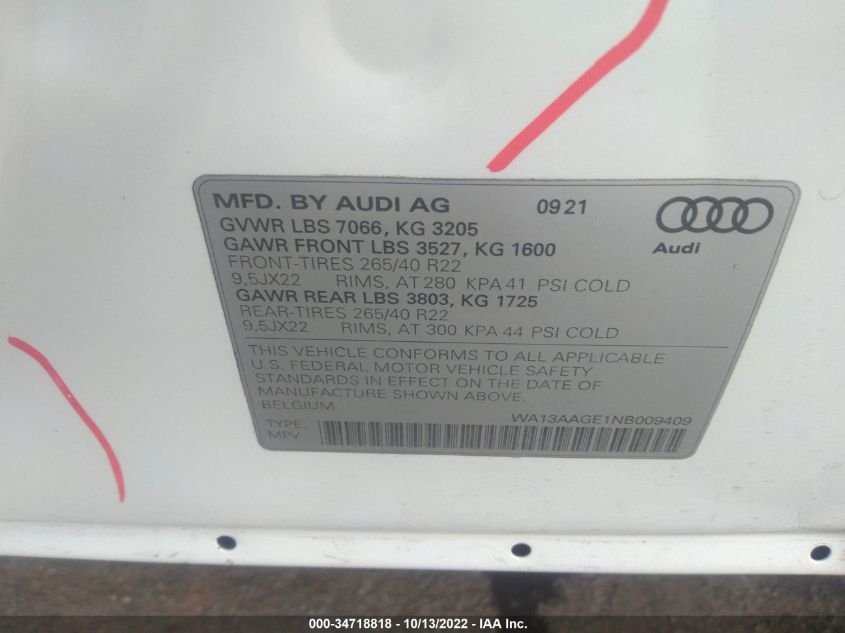 MFD. BY AUDI AG 09 21
GVWR LBS 7066, KG 3205
GAWR FRONT LBS 3527, KG 1600
Audi
FRONT-TIRES 265/40 R22
9,5JX22 RIMS, AT 280 KPA 41 PSI COLD
GAWR REAR LBS 3803, KG 1725
REAR-TIRES 265/40 R22
9,5JX22 RIMS, AT 300 KPA 44 PSI COLD
THIS VEHICLE CONFORMS TO ALL APPLICABLE
U.S. FEDERAL MOTOR VEHICLE SAFETY
STANDARDS IN EFFECT ON THE DATE OF
MANUFACTURE SHOWN ABOVE.
BELGIUM
WA13AAGE1NB009409
TYPE:
MPV
000-34718818 - 10/13/2022 - IAA Inc.